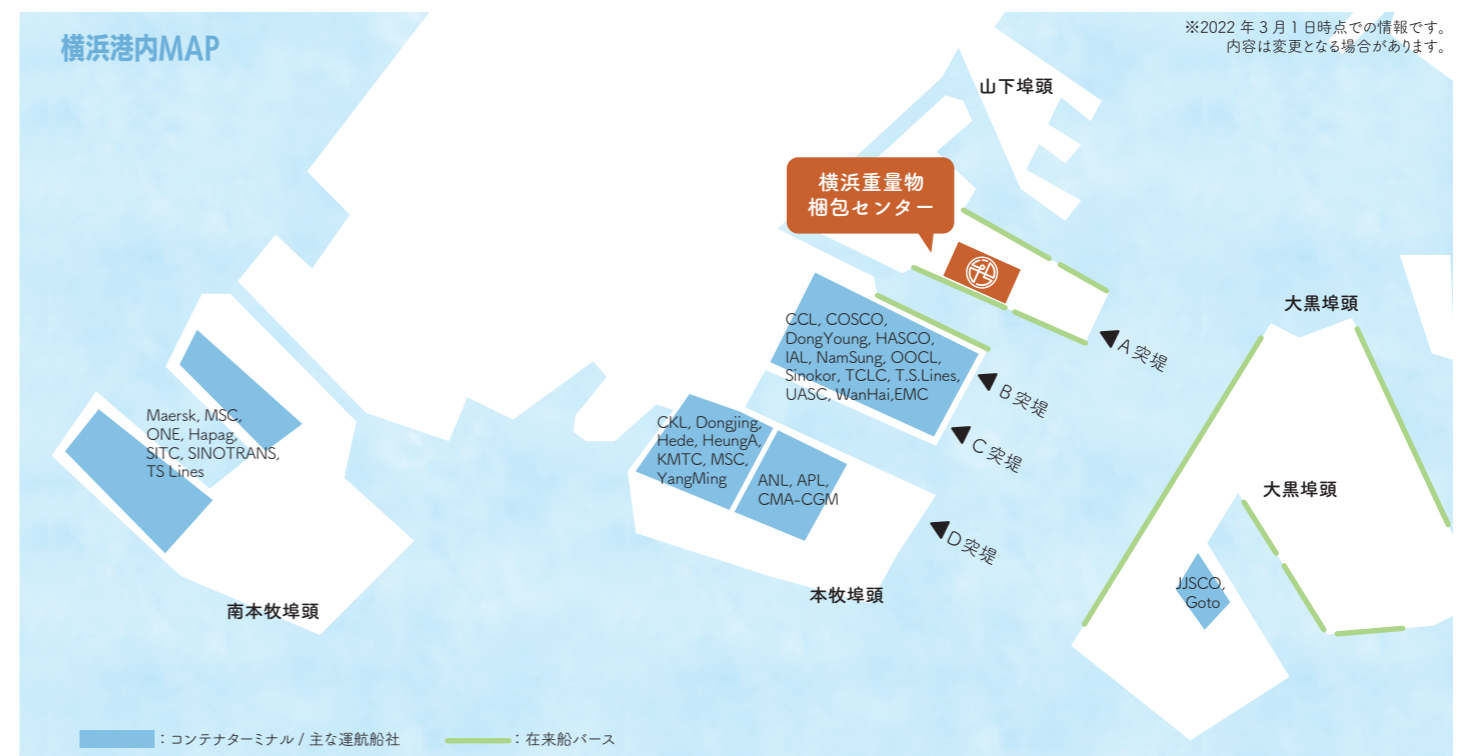 横浜港内MAP
※2022 年 3 月 1 日時点での情報です。
内容は変更となる場合があります。
山下埠頭
横浜重量物
梱包センター
大黒埠頭
CCL, COSCO,
DongYoung, HASCO,
IAL, NamSung, OOCL,
Sinokor, TCLC, T.S.Lines,
UASC, WanHai,EMC
A 突堤
B 突堤
C 突堤
D 突堤
Maersk, MSC,
ONE, Hapag,
SITC, SINOTRANS,
TS Lines
CKL, Dongjing,
Hede, HeungA,
KMTC, MSC,
YangMing
ANL, APL,
CMA-CGM
大黒埠頭
JJSCO,
Goto
本牧埠頭
南本牧埠頭
：コンテナターミナル / 主な運航船社
：在来船バース